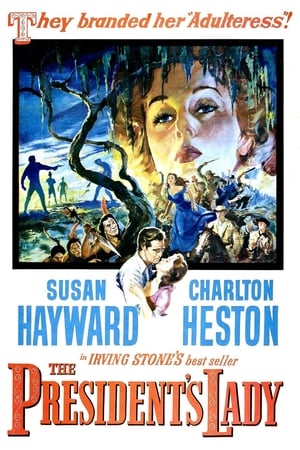 They branded her "Adulteress"!
SUSAN HAYWARD
CHARLTON HESTON
in IRVING STONE'S best seller
THE
PRESIDENT'S LADY